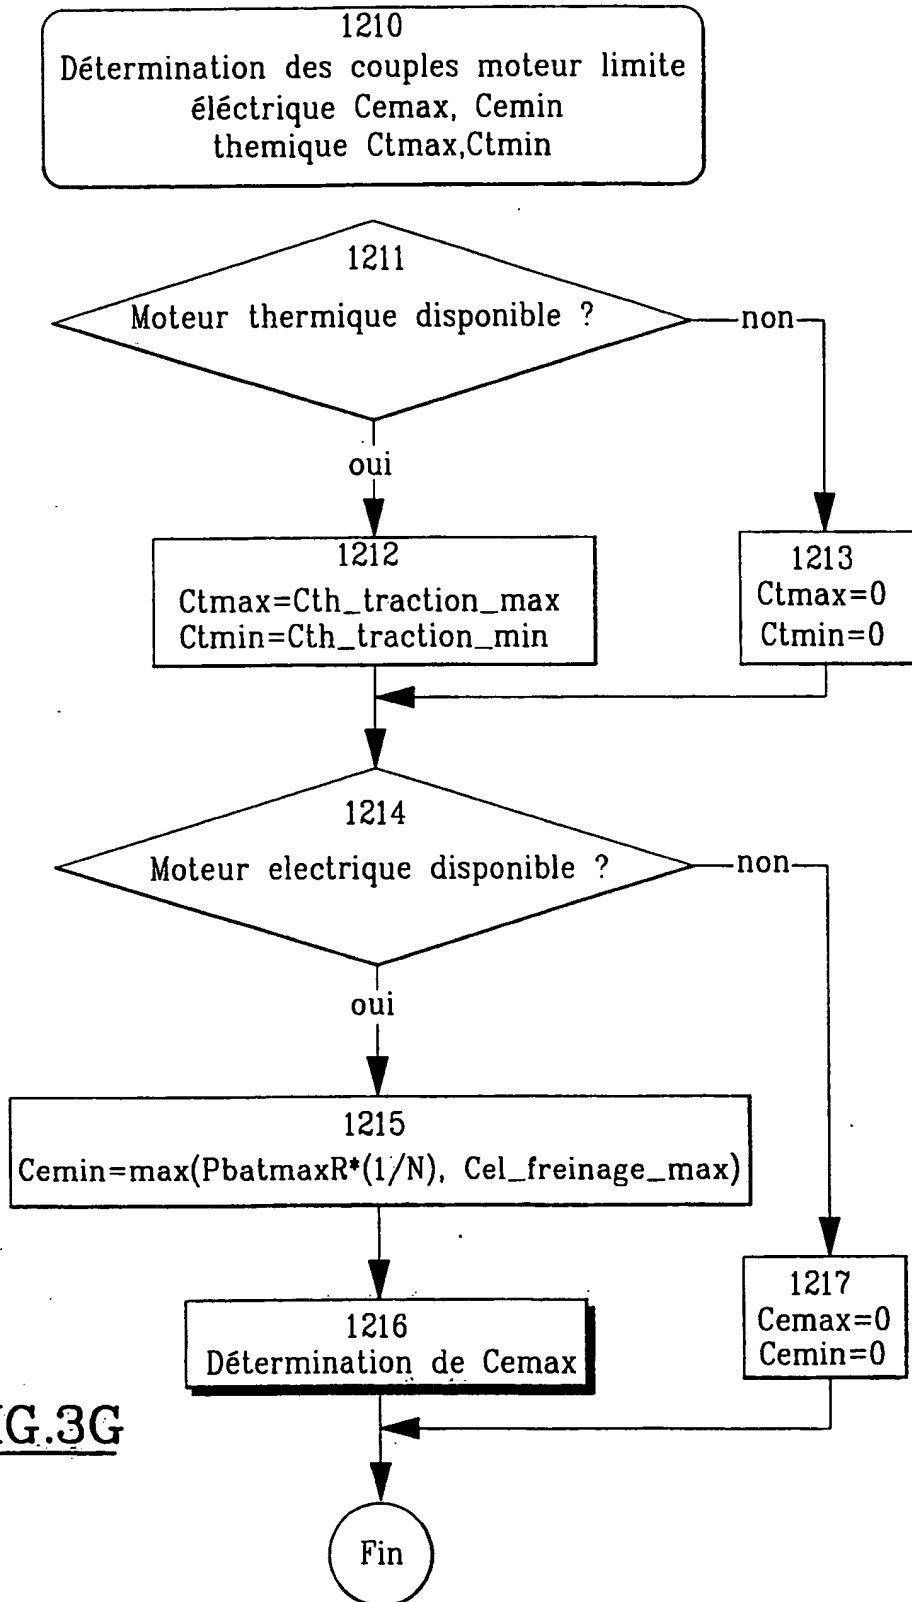 1210
Détermination des couples moteur limite
éléctrique Cemax, Cemin
themique Ctmax,Ctmin
1211
Moteur thermique disponible ?
non
oui
1212
Ctmax=Cth_traction_max
Ctmin=Cth_traction_min
1213
Ctmax=0
Ctmin=0
1214
Moteur electrique disponible ?
non
oui
1215
Cemin=max(PbatmaxR*(1/N), Cel_freinage_max)
1216
Détermination de Cemax
1217
Cemax=0
Cemin=0
IG.3G
Fin